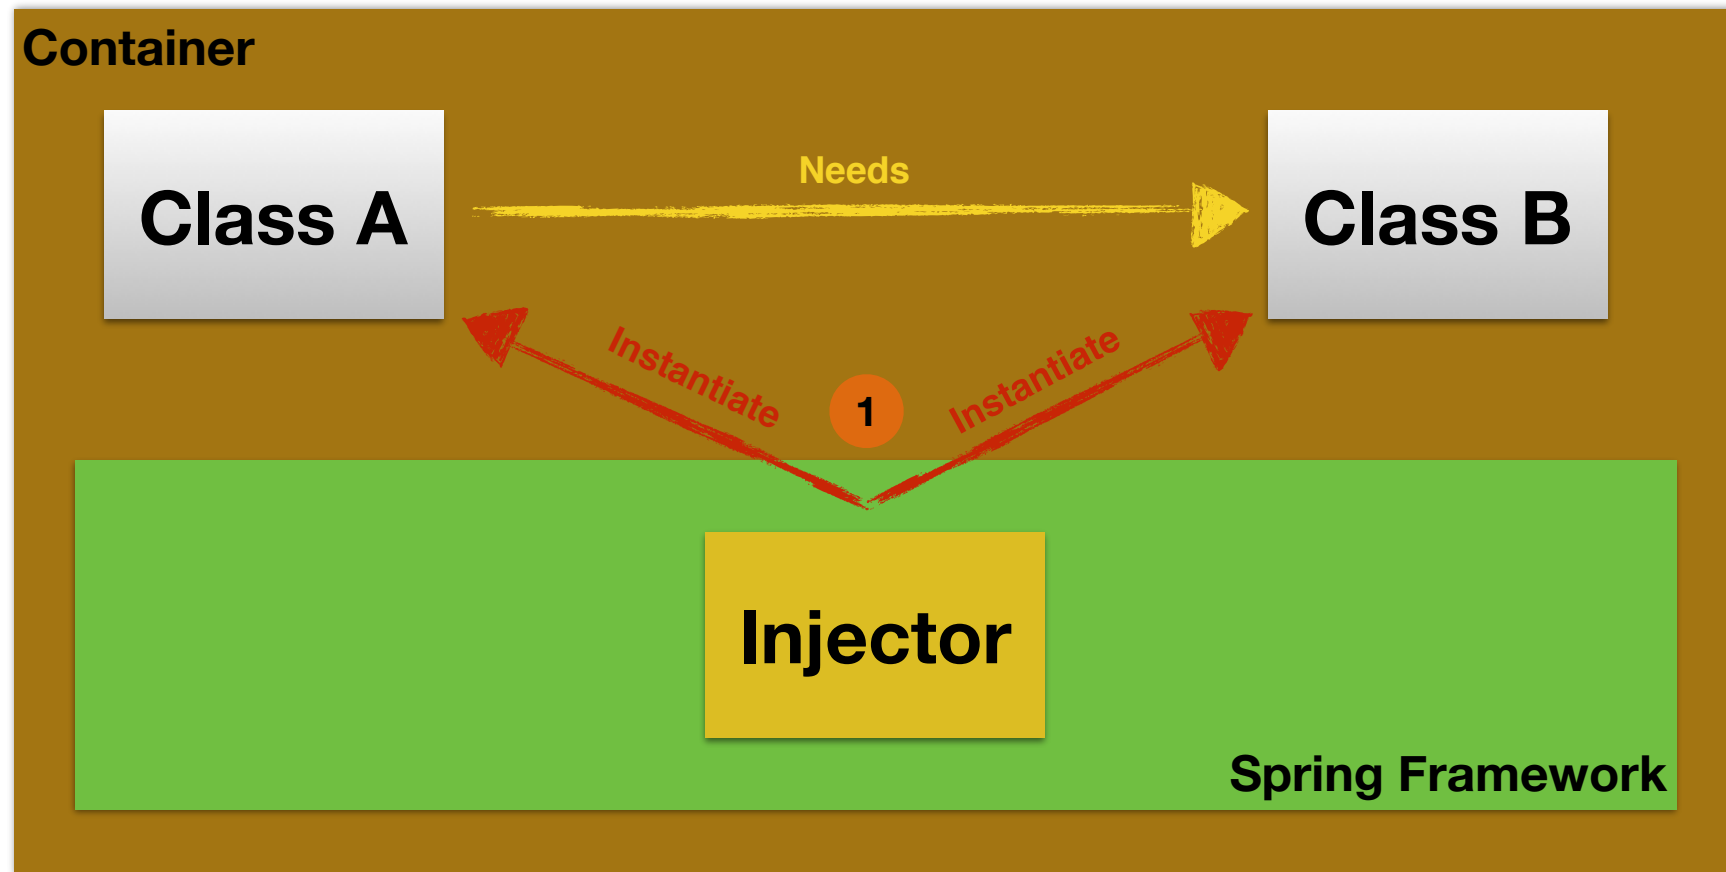 Container
Needs
Class A
Class B
Instantiate
1
Instantiate
Injector
Spring Framework